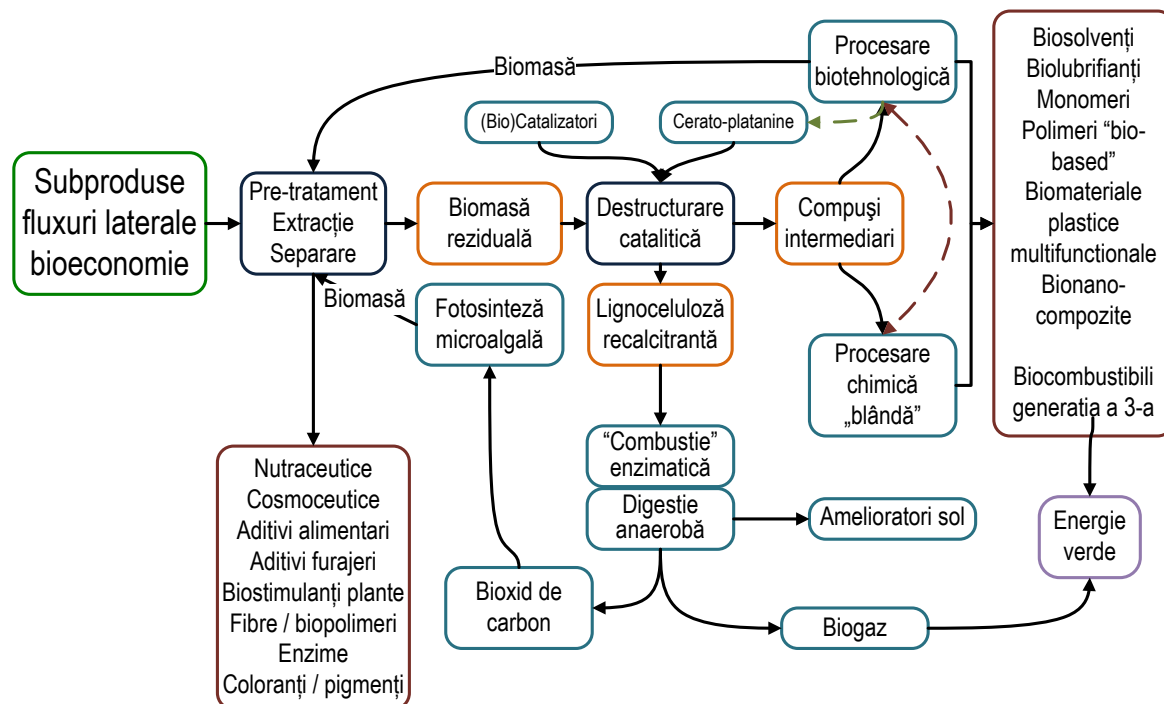 Procesare
biotehnologică
Biomasă
(Bio)Catalizatori
Cerato-platanine
Subproduse
fluxuri laterale
bioeconomie
Pre-tratament
Extracție
Separare
Biomasă
reziduală
Destructurare
catalitică
Compuşi
intermediari
Biosolvenți
Biolubrifianți
Monomeri
Polimeri “bio-
based”
Biomateriale
plastice
multifunctionale
Bionano-
compozite
Biocombustibili
generatia a 3-a
Biomasă
Fotosinteză
microalgală
Lignoceluloză
recalcitrantă
Procesare
chimică
„blândă”
“Combustie”
enzimatică
Digestie
anaerobă
Amelioratori sol
Energie
verde
Nutraceutice
Cosmoceutice
Aditivi alimentari
Aditivi furajeri
Biostimulanți plante
Fibre / biopolimeri
Enzime
Coloranți / pigmenți
Bioxid de
carbon
Biogaz